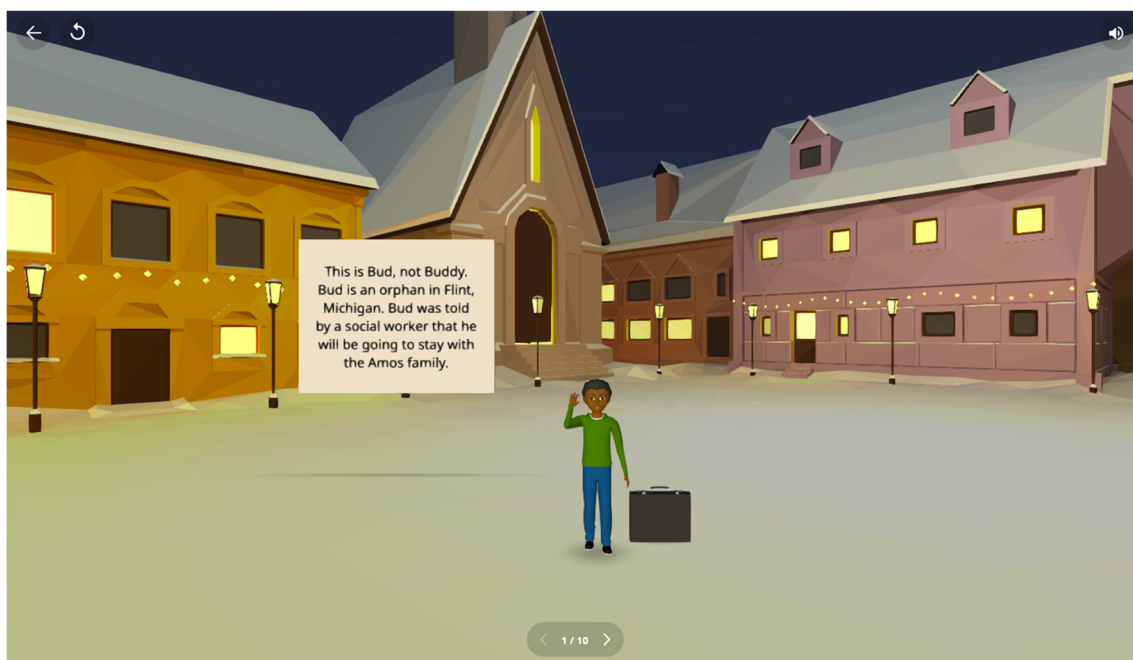 This is Bud, not Buddy.
Bud is an orphan in Flint,
Michigan. Bud was told
by a social worker that he
will be going to stay with
the Amos family.
1 / 10